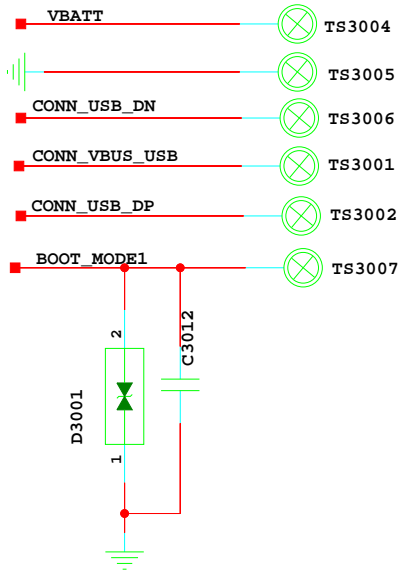 VBATT
TS3004
TS3005
CONN_USB_DN
TS3006
CONN_VBUS_USB
TS3001
CONN_USB_DP
TS3002
BOOT_MODE1
TS3007
2
C3012
D3001
1